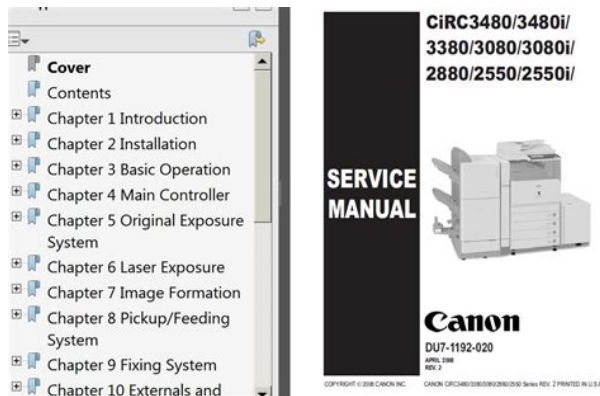 Cover
Contents
Chapter 1 Introduction
Chapter 2 Installation
Chapter 3 Basic Operation
Chapter 4 Main Controller
Chapter 5 Original Exposure
System
Chapter 6 Laser Exposure
Chapter 7 Image Formation
Chapter 8 Pickup/Feeding
System
Chapter 9 Fixing System
Chapter 10 Externals and
CiRC3480/3480i/
3380/3080/3080i/
2880/2550/2550i/
SERVICE
MANUAL
Canon
DU7-1192-020
APRIL 2008
REV. 2
COPYRIGHT © 2008 CANON INC.
CANON CiRC3480/3380/3080/2880/2550 Series REV. 2 PRINTED IN U.S.A